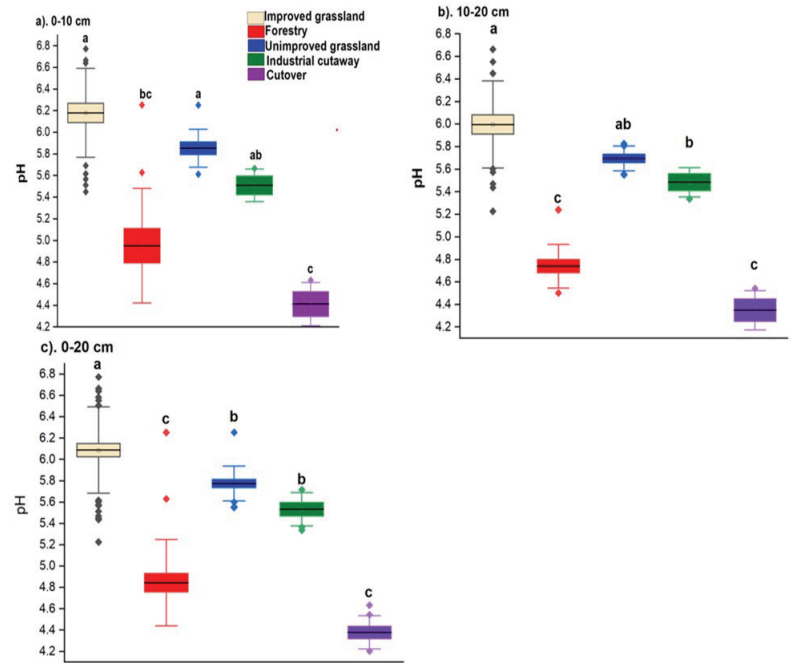 a). 0-10 cm
Improved grassland
Forestry
Unimproved grassland
Industrial cutaway
Cutover
a
bc
a
ab
c
pH
6.8
6.6
6.4
6.2
6.0
5.8
5.6
5.4
5.2
5.0
4.8
4.6
4.4
4.2
b). 10-20 cm
a
c
ab
b
c
pH
6.8
6.6
6.4
6.2
6.0
5.8
5.6
5.4
5.2
5.0
4.8
4.6
4.4
4.2
c). 0-20 cm
a
c
b
b
c
pH
6.8
6.6
6.4
6.2
6.0
5.8
5.6
5.4
5.2
5.0
4.8
4.6
4.4
4.2